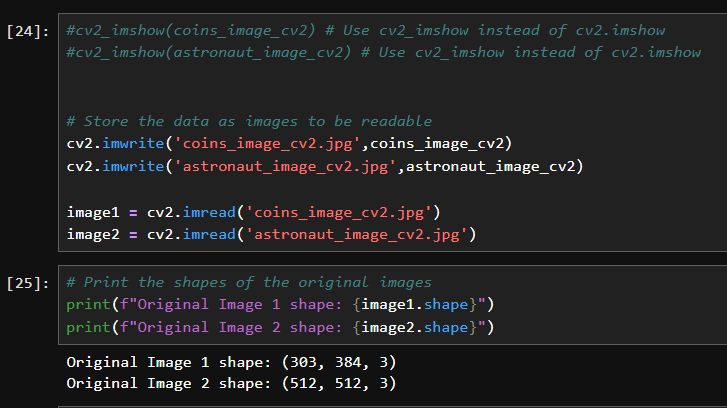 [24]: #cv2_imshow(coins_image_cv2) # Use cv2_imshow instead of cv2.imshow
#cv2_imshow(astronaut_image_cv2) # Use cv2_imshow instead of cv2.imshow
# Store the data as images to be readable
cv2.imwrite('coins_image_cv2.jpg',coins_image_cv2)
cv2.imwrite('astronaut_image_cv2.jpg',astronaut_image_cv2)
image1 = cv2.imread('coins_image_cv2.jpg')
image2 = cv2.imread('astronaut_image_cv2.jpg')
[25]: # Print the shapes of the original images
print(f"Original Image 1 shape: {image1.shape}")
print(f"Original Image 2 shape: {image2.shape}")
Original Image 1 shape: (303, 384, 3)
Original Image 2 shape: (512, 512, 3)